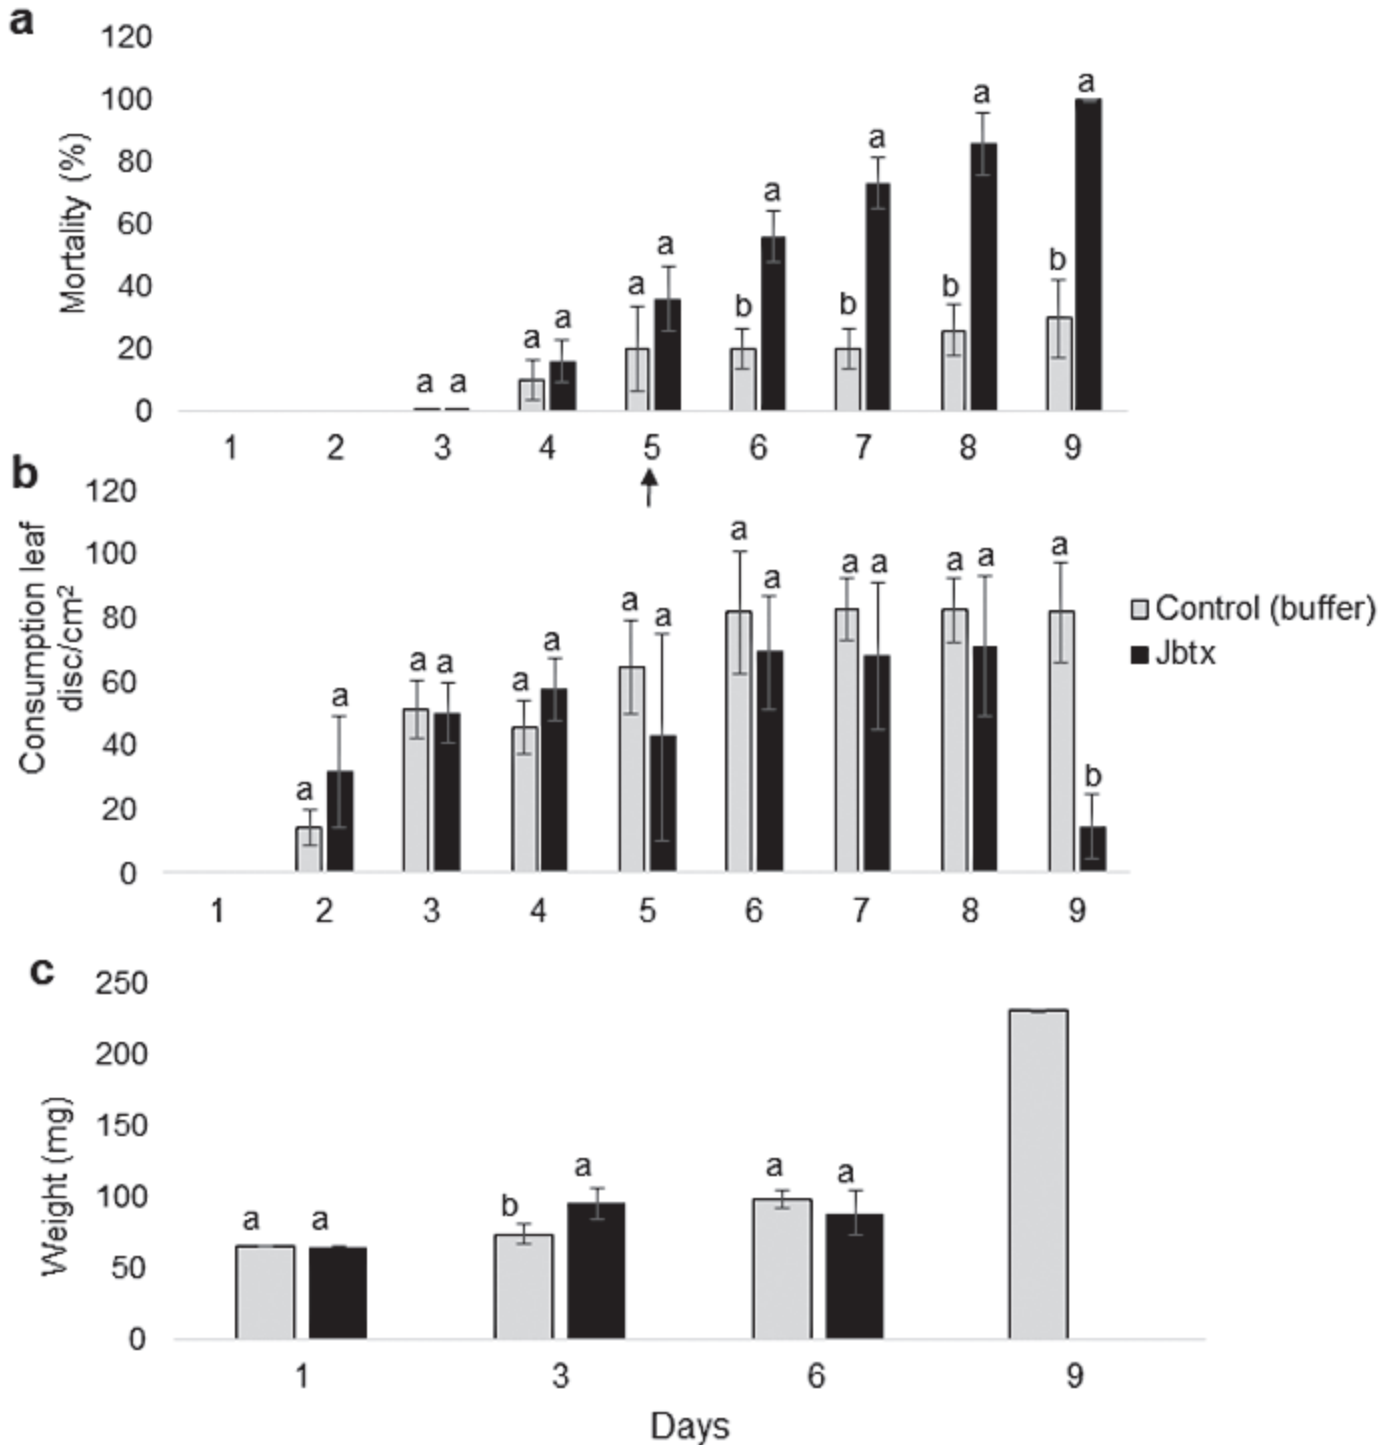 a
120
100
80
60
40
20
0
Mortality (%)
a a
a a
a a
b a
b a
b a
b a
1 2 3 4 5 6 7 8 9
b
120
100
80
60
40
20
0
Consumption leaf
disc/cm²
a a
a a
a a
a a
a a
a a
a a
a b
1 2 3 4 5 6 7 8 9
Control (buffer)
Jbtx
c
250
200
150
100
50
0
Weight (mg)
a a
b a
a a
1 3 6 9
Days